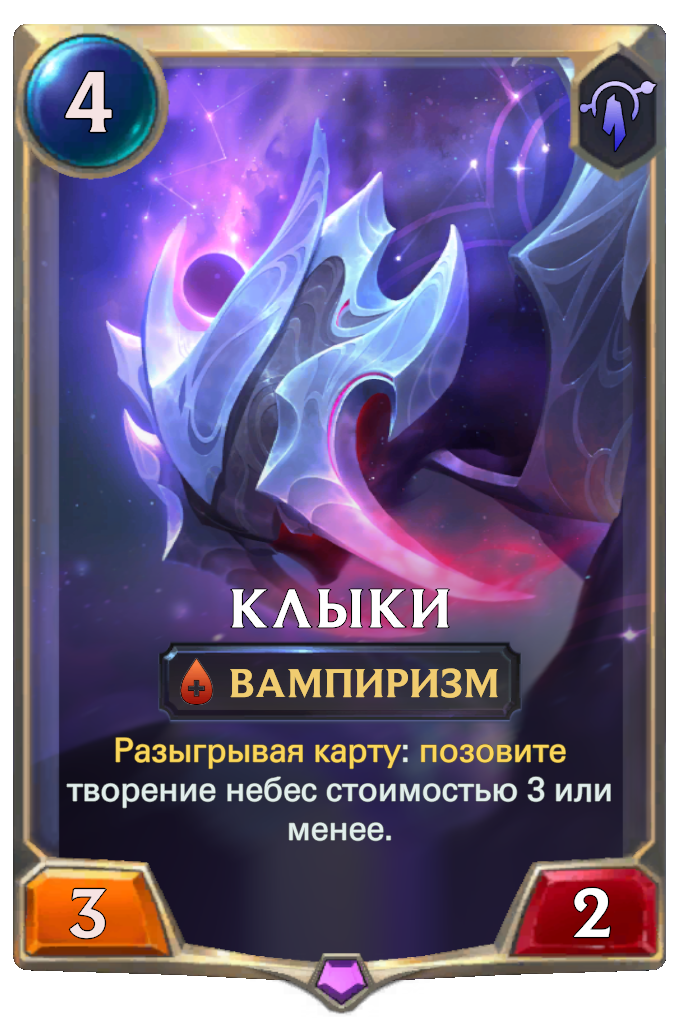 4
КЛЫКИ
ВАМПИРИЗМ
Разыгрывая карту: позовите
творение небес стоимостью 3 или
менее.
3
2